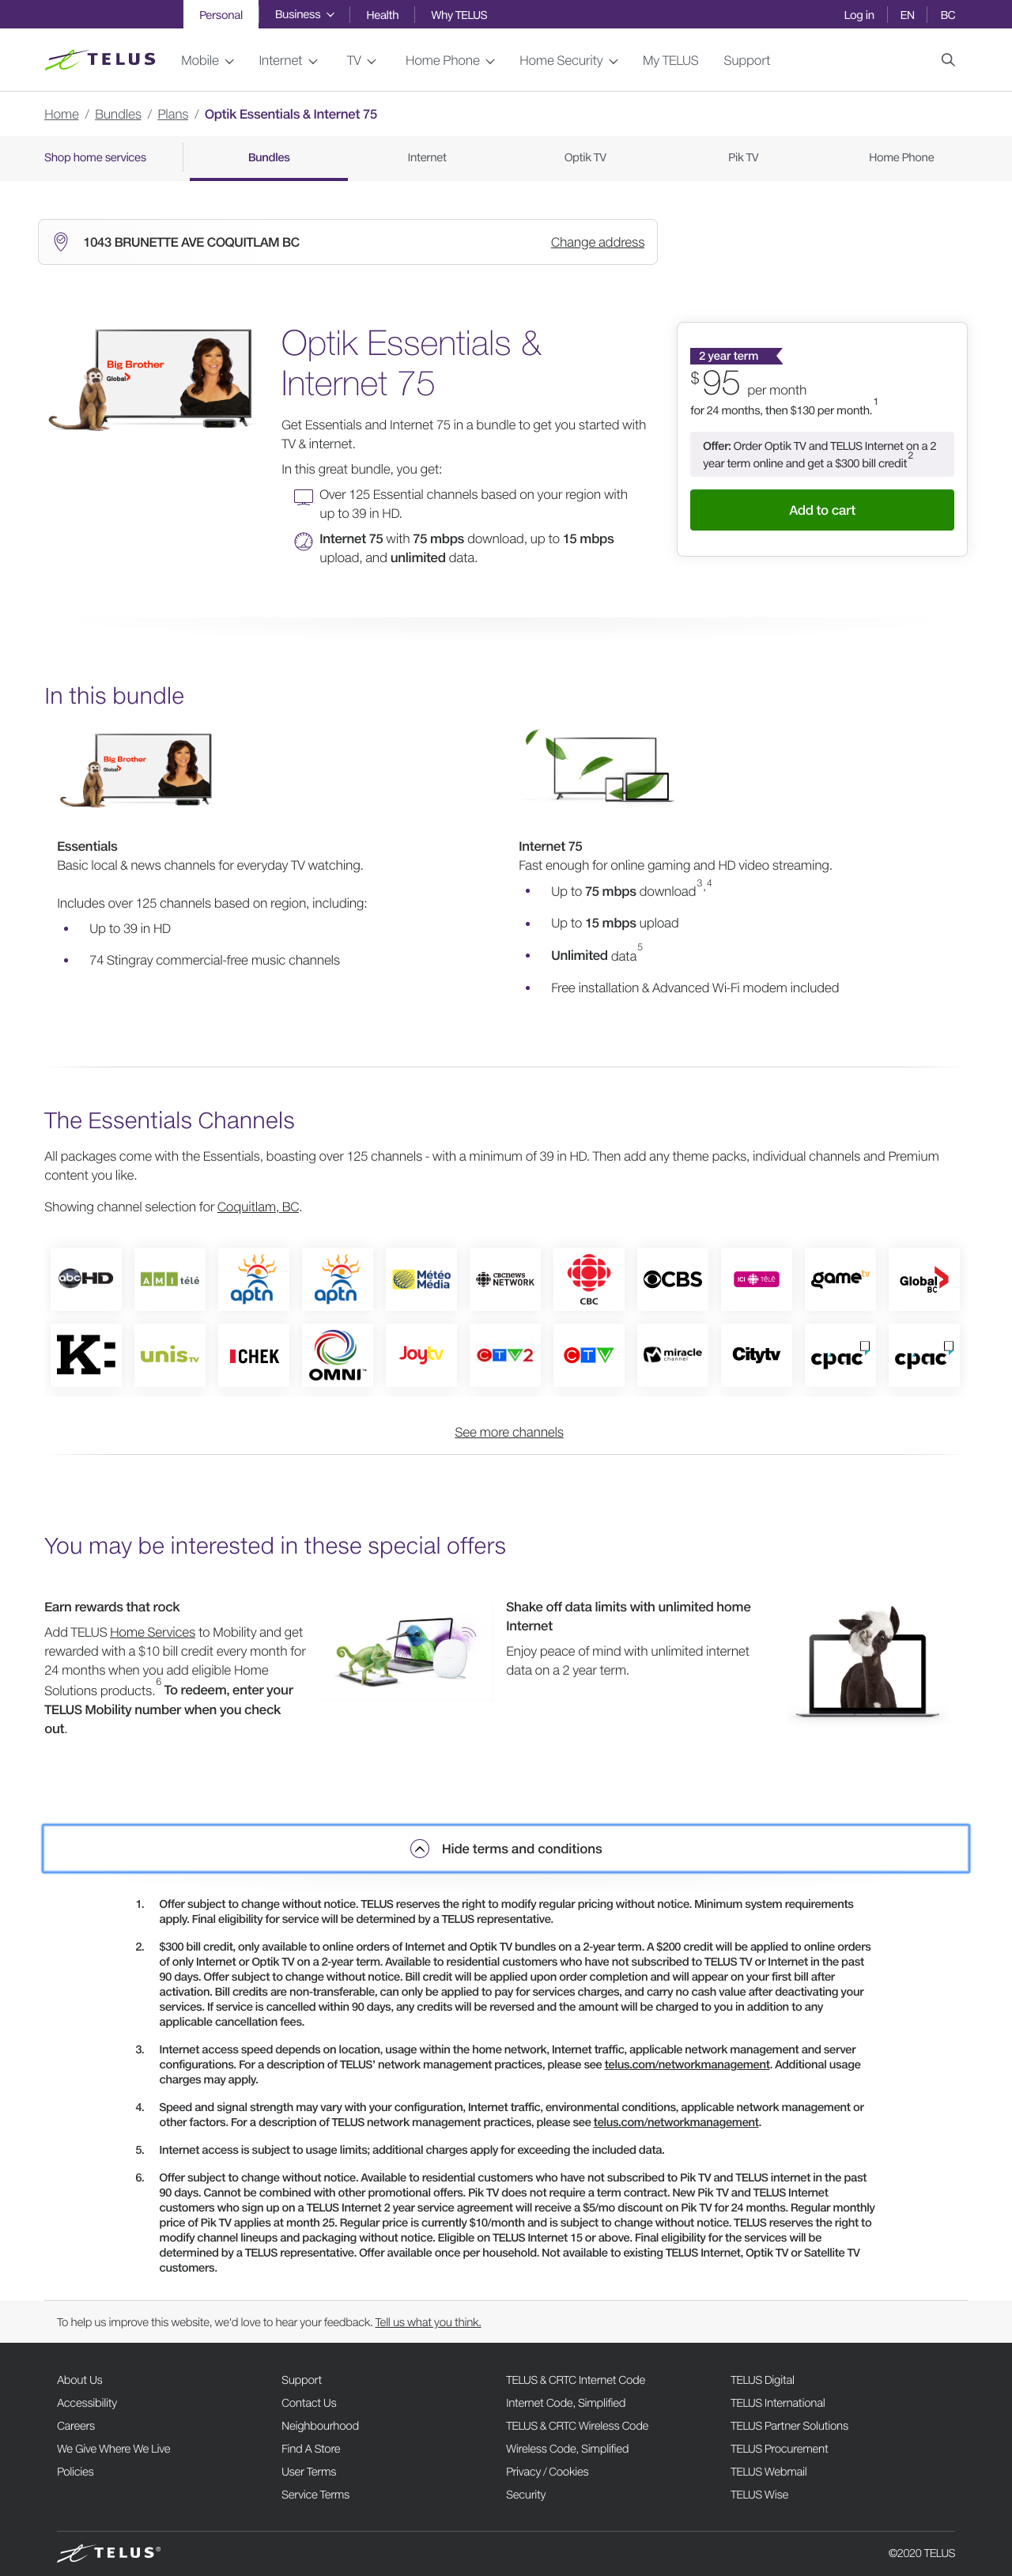 Personal Business Health Why TELUS Log in EN BC
TELUS Mobile Internet TV Home Phone Home Security My TELUS Support
Home / Bundles / Plans / Optik Essentials & Internet 75
Shop home services Bundles Internet Optik TV Pik TV Home Phone
1043 BRUNETTE AVE COQUITLAM BC Change address
Big Brother
Global
Optik Essentials &
Internet 75
Get Essentials and Internet 75 in a bundle to get you started with
TV & internet.
In this great bundle, you get:
Over 125 Essential channels based on your region with
up to 39 in HD.
Internet 75 with 75 mbps download, up to 15 mbps
upload, and unlimited data.
2 year term
$95 per month
for 24 months, then $130 per month.1
Offer: Order Optik TV and TELUS Internet on a 2
year term online and get a $300 bill credit2
Add to cart
In this bundle
Big Brother
Global
Essentials
Basic local & news channels for everyday TV watching.
Includes over 125 channels based on region, including:
Up to 39 in HD
74 Stingray commercial-free music channels
Internet 75
Fast enough for online gaming and HD video streaming.
Up to 75 mbps download3,4
Up to 15 mbps upload
Unlimited data5
Free installation & Advanced Wi-Fi modem included
The Essentials Channels
All packages come with the Essentials, boasting over 125 channels - with a minimum of 39 in HD. Then add any theme packs, individual channels and Premium
content you like.
Showing channel selection for Coquitlam, BC.
abc HD AMI télé aptn aptn Météo Média CBC NEWS NETWORK CBC CBS ICI TÉLÉ gametv Global BC
K: unis TV CHEK OMNI Joytv CTV2 CTV miracle channel Citytv cpac cpac
See more channels
You may be interested in these special offers
Earn rewards that rock
Add TELUS Home Services to Mobility and get
rewarded with a $10 bill credit every month for
24 months when you add eligible Home
Solutions products.6 To redeem, enter your
TELUS Mobility number when you check
out.
Shake off data limits with unlimited home
Internet
Enjoy peace of mind with unlimited internet
data on a 2 year term.
Hide terms and conditions
1. Offer subject to change without notice. TELUS reserves the right to modify regular pricing without notice. Minimum system requirements
apply. Final eligibility for service will be determined by a TELUS representative.
2. $300 bill credit, only available to online orders of Internet and Optik TV bundles on a 2-year term. A $200 credit will be applied to online orders
of only Internet or Optik TV on a 2-year term. Available to residential customers who have not subscribed to TELUS TV or Internet in the past
90 days. Offer subject to change without notice. Bill credit will be applied upon order completion and will appear on your first bill after
activation. Bill credits are non-transferable, can only be applied to pay for services charges, and carry no cash value after deactivating your
services. If service is cancelled within 90 days, any credits will be reversed and the amount will be charged to you in addition to any
applicable cancellation fees.
3. Internet access speed depends on location, usage within the home network, Internet traffic, applicable network management and server
configurations. For a description of TELUS' network management practices, please see telus.com/networkmanagement. Additional usage
charges may apply.
4. Speed and signal strength may vary with your configuration, Internet traffic, environmental conditions, applicable network management or
other factors. For a description of TELUS network management practices, please see telus.com/networkmanagement.
5. Internet access is subject to usage limits; additional charges apply for exceeding the included data.
6. Offer subject to change without notice. Available to residential customers who have not subscribed to Pik TV and TELUS internet in the past
90 days. Cannot be combined with other promotional offers. Pik TV does not require a term contract. New Pik TV and TELUS Internet
customers who sign up on a TELUS Internet 2 year service agreement will receive a $5/mo discount on Pik TV for 24 months. Regular monthly
price of Pik TV applies at month 25. Regular price is currently $10/month and is subject to change without notice. TELUS reserves the right to
modify channel lineups and packaging without notice. Eligible on TELUS Internet 15 or above. Final eligibility for the services will be
determined by a TELUS representative. Offer available once per household. Not available to existing TELUS Internet, Optik TV or Satellite TV
customers.
To help us improve this website, we'd love to hear your feedback. Tell us what you think.
About Us Support TELUS & CRTC Internet Code TELUS Digital
Accessibility Contact Us Internet Code, Simplified TELUS International
Careers Neighbourhood TELUS & CRTC Wireless Code TELUS Partner Solutions
We Give Where We Live Find A Store Wireless Code, Simplified TELUS Procurement
Policies User Terms Privacy / Cookies TELUS Webmail
Service Terms Security TELUS Wise
TELUS® ©2020 TELUS